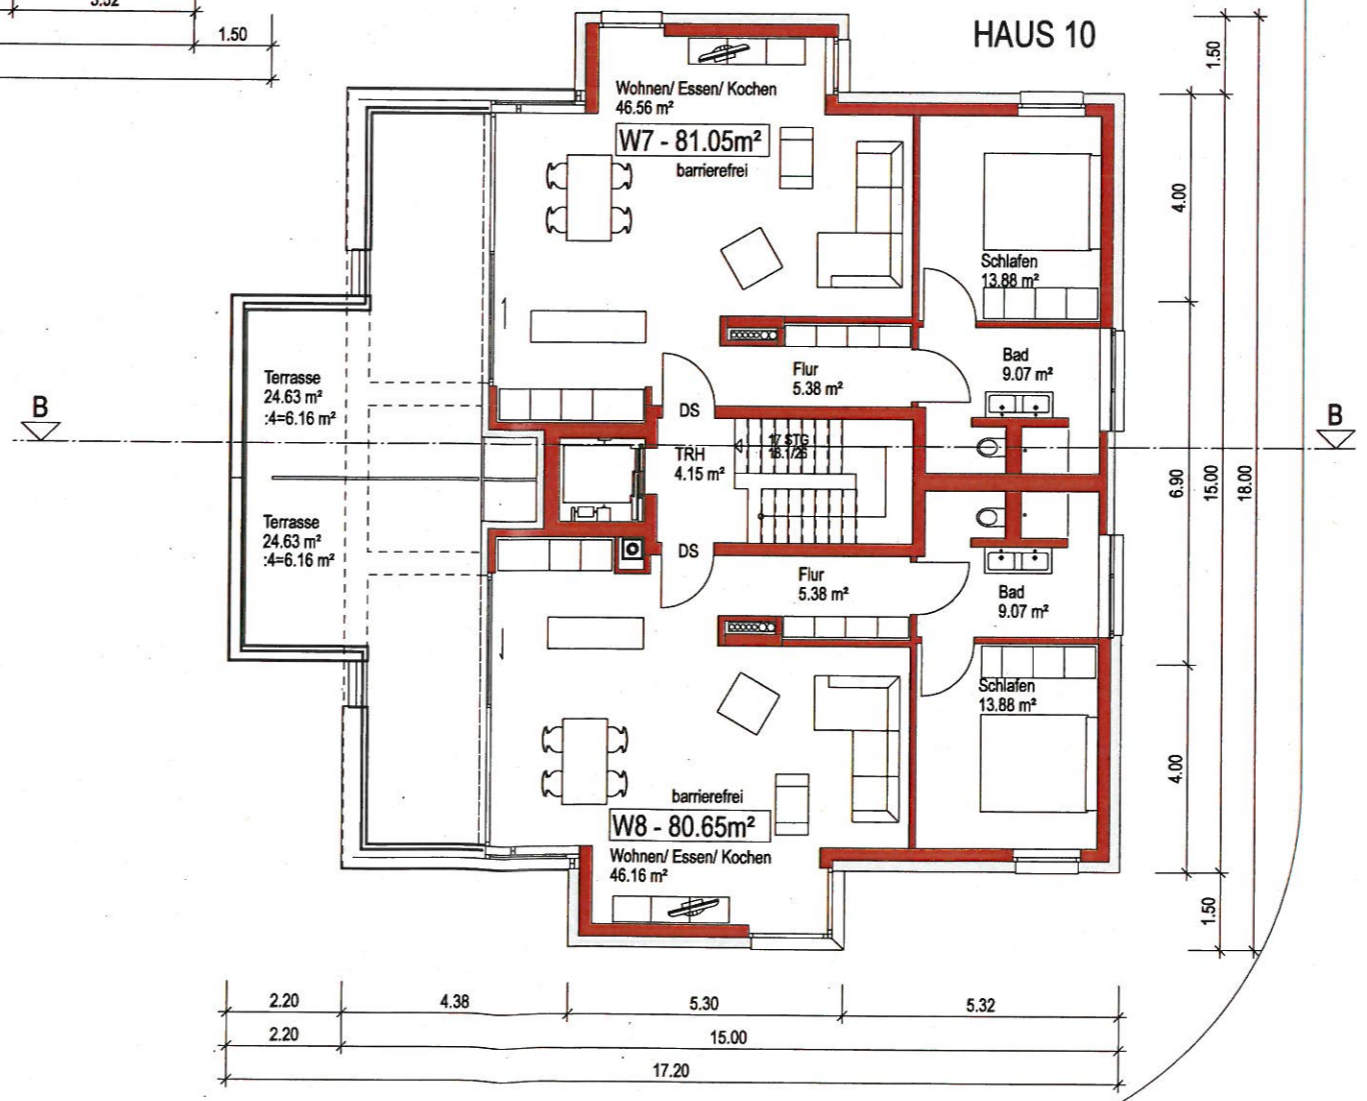 3.32
1.50
HAUS 10
1.50
Wohnen/ Essen/ Kochen
46.56 m²
W7 - 81.05m²
barrierefrei
4.00
Schlafen
13.88 m²
Terrasse
24.63 m²
:4=6.16 m²
Flur
5.38 m²
Bad
9.07 m²
B
DS
B
17 STG
TRH
4.15 m²
6.90
15.00
18.00
Terrasse
24.63 m²
:4=6.16 m²
DS
Flur
5.38 m²
Bad
9.07 m²
Schlafen
13.88 m²
4.00
barrierefrei
W8 - 80.65m²
Wohnen/ Essen/ Kochen
46.16 m²
1.50
2.20
4.38
5.30
5.32
2.20
15.00
17.20